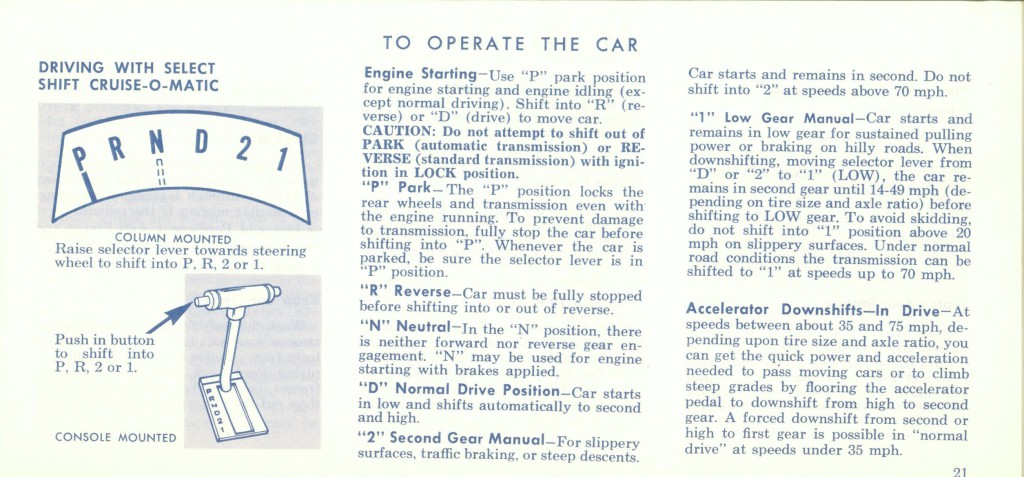 TO OPERATE THE CAR
DRIVING WITH SELECT
SHIFT CRUISE-O-MATIC
P R N D 2 1
COLUMN MOUNTED
Raise selector lever towards steering
wheel to shift into P, R, 2 or 1.
Push in button
to shift into
P, R, 2 or 1.
P R N D 2 1
CONSOLE MOUNTED
Engine Starting—Use “P” park position
for engine starting and engine idling (ex-
cept normal driving). Shift into “R” (re-
verse) or “D” (drive) to move car.
CAUTION: Do not attempt to shift out of
PARK (automatic transmission) or RE-
VERSE (standard transmission) with igni-
tion in LOCK position.
“P” Park—The “P” position locks the
rear wheels and transmission even with
the engine running. To prevent damage
to transmission, fully stop the car before
shifting into “P”. Whenever the car is
parked, be sure the selector lever is in
“P” position.
“R” Reverse—Car must be fully stopped
before shifting into or out of reverse.
“N” Neutral—In the “N” position, there
is neither forward nor reverse gear en-
gagement. “N” may be used for engine
starting with brakes applied.
“D” Normal Drive Position—Car starts
in low and shifts automatically to second
and high.
“2” Second Gear Manual—For slippery
surfaces, traffic braking, or steep descents.
Car starts and remains in second. Do not
shift into “2” at speeds above 70 mph.
“1” Low Gear Manual—Car starts and
remains in low gear for sustained pulling
power or braking on hilly roads. When
downshifting, moving selector lever from
“D” or “2” to “1” (LOW), the car re-
mains in second gear until 14-49 mph (de-
pending on tire size and axle ratio) before
shifting to LOW gear. To avoid skidding,
do not shift into “1” position above 20
mph on slippery surfaces. Under normal
road conditions the transmission can be
shifted to “1” at speeds up to 70 mph.
Accelerator Downshifts—In Drive—At
speeds between about 35 and 75 mph, de-
pending upon tire size and axle ratio, you
can get the quick power and acceleration
needed to pass moving cars or to climb
steep grades by flooring the accelerator
pedal to downshift from high to second
gear. A forced downshift from second or
high to first gear is possible in “normal
drive” at speeds under 35 mph.
21